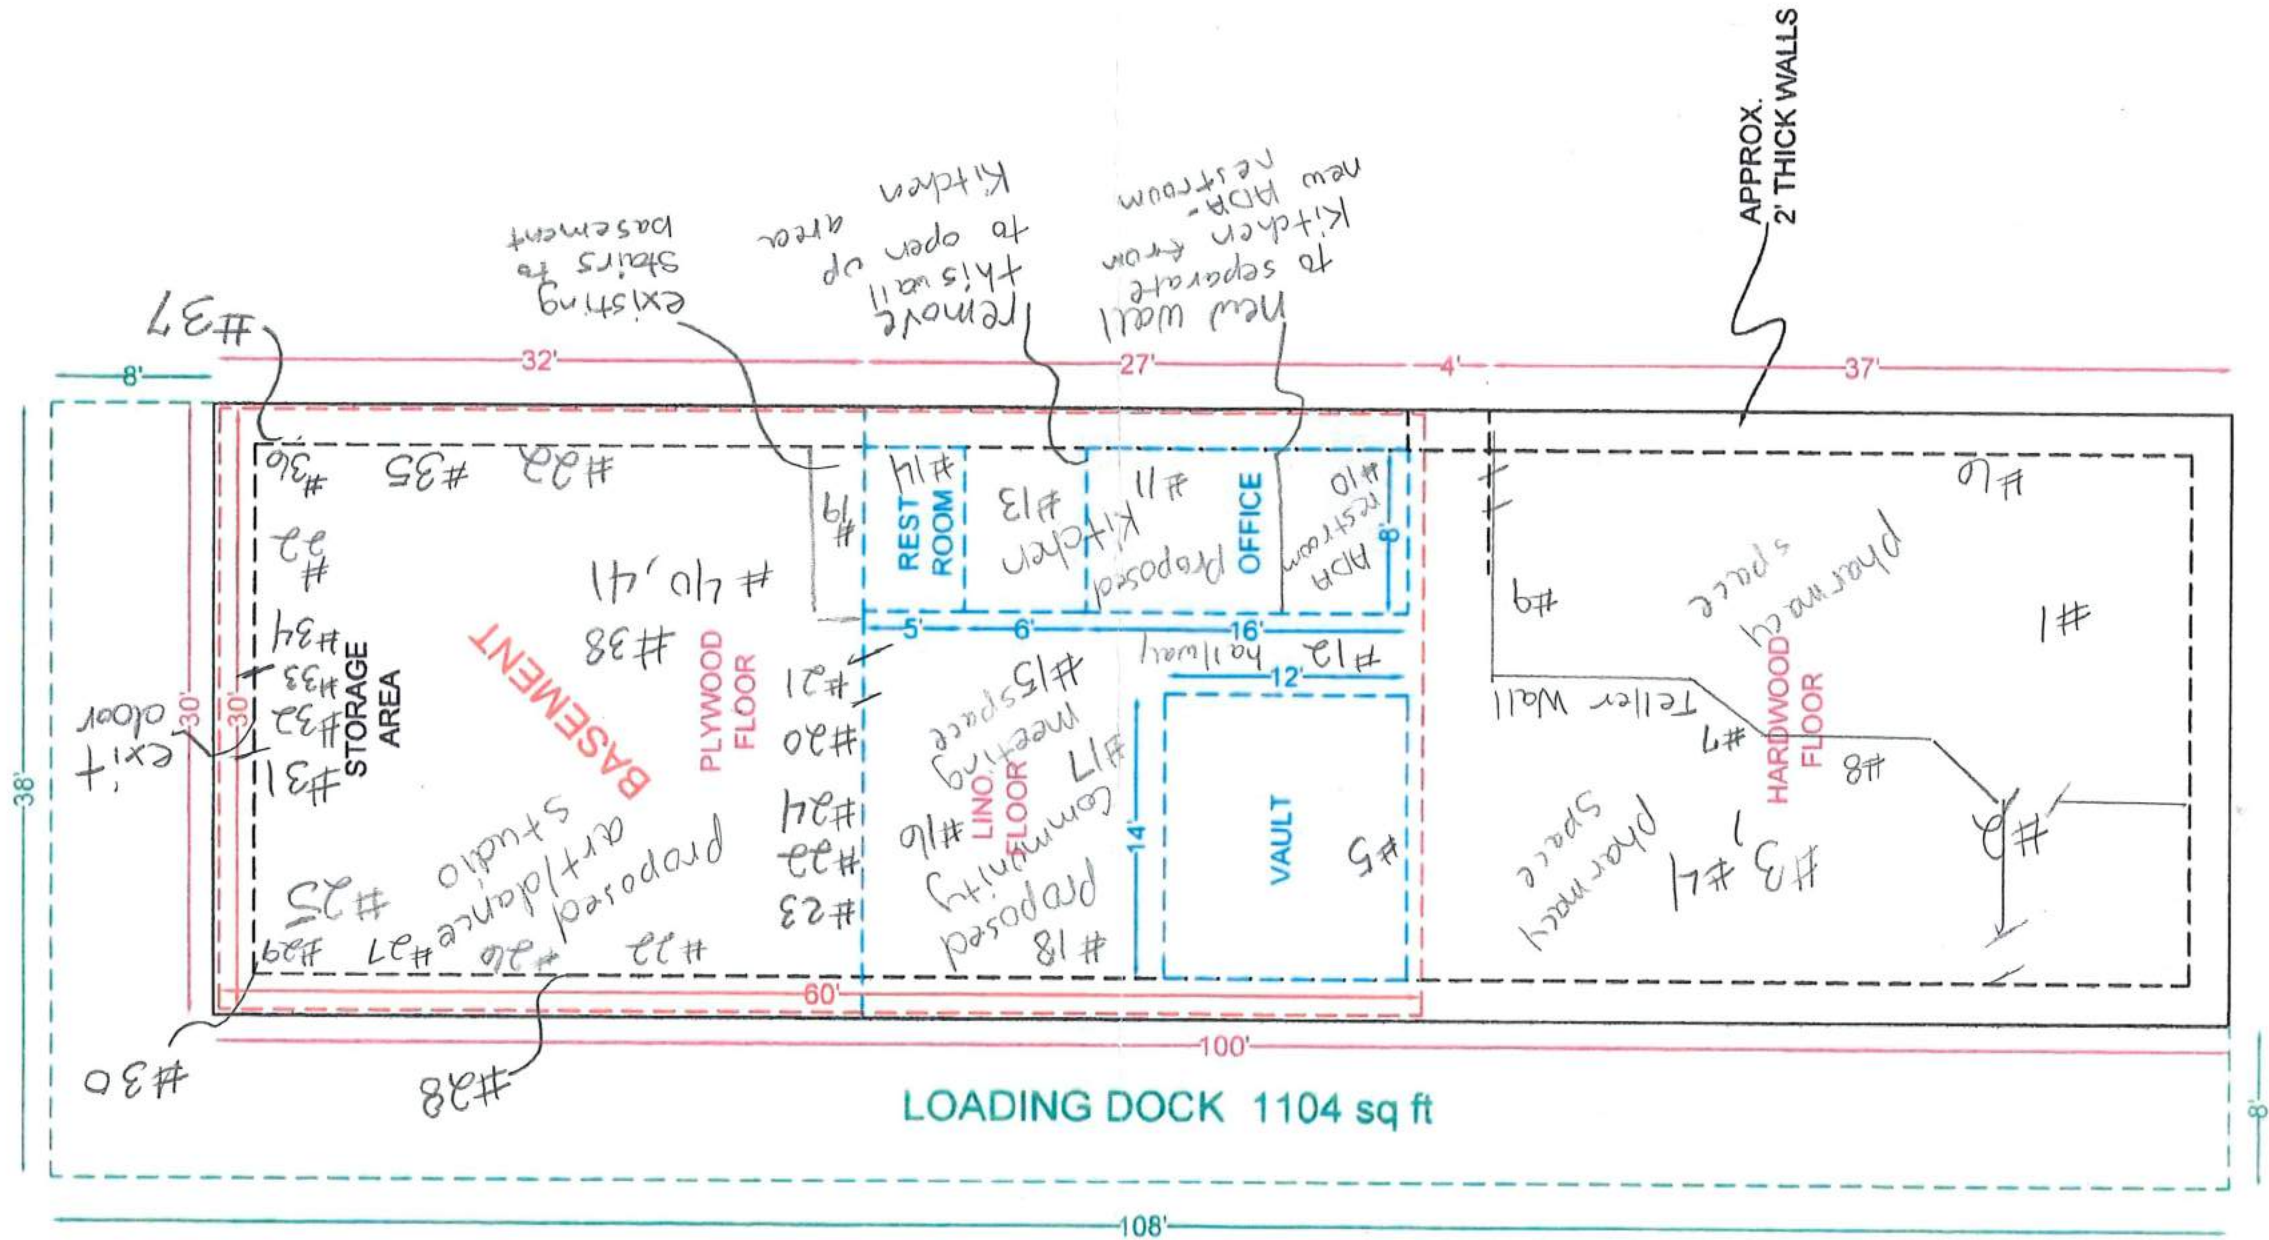 APPROX.
2' THICK WALLS
#37
existing
stairs to
basement
remove
this wall
to open up
Kitchen area
new wall
to separate
Kitchen from
new ADA-
restroom
8'
32'
27'
4'
37'
38'
30'
30'
exit
door
#36
#35
#22
#22
#34
#33
#32
#31
STORAGE
AREA
BASEMENT
#40,41
#38
PLYWOOD
FLOOR
proposed
art/dance
studio
#25
#29
#27
#26
#22
#19
#21
#20
#24
#22
#23
REST
ROOM
#14
#13
#11
Proposed
Kitchen
OFFICE
#10
ADA
restroom
8'
5'
6'
16'
#12
hallway
12'
14'
#15
#17
#16
#18
proposed
community
meeting
space
LINO.
FLOOR
VAULT
#5
#9
Teller Wall
#7
#8
HARDWOOD
FLOOR
pharmacy
space
#6
#1
#2
#3,
#4
pharmacy
space
60'
100'
#30
#28
LOADING DOCK 1104 sq ft
8'
108'